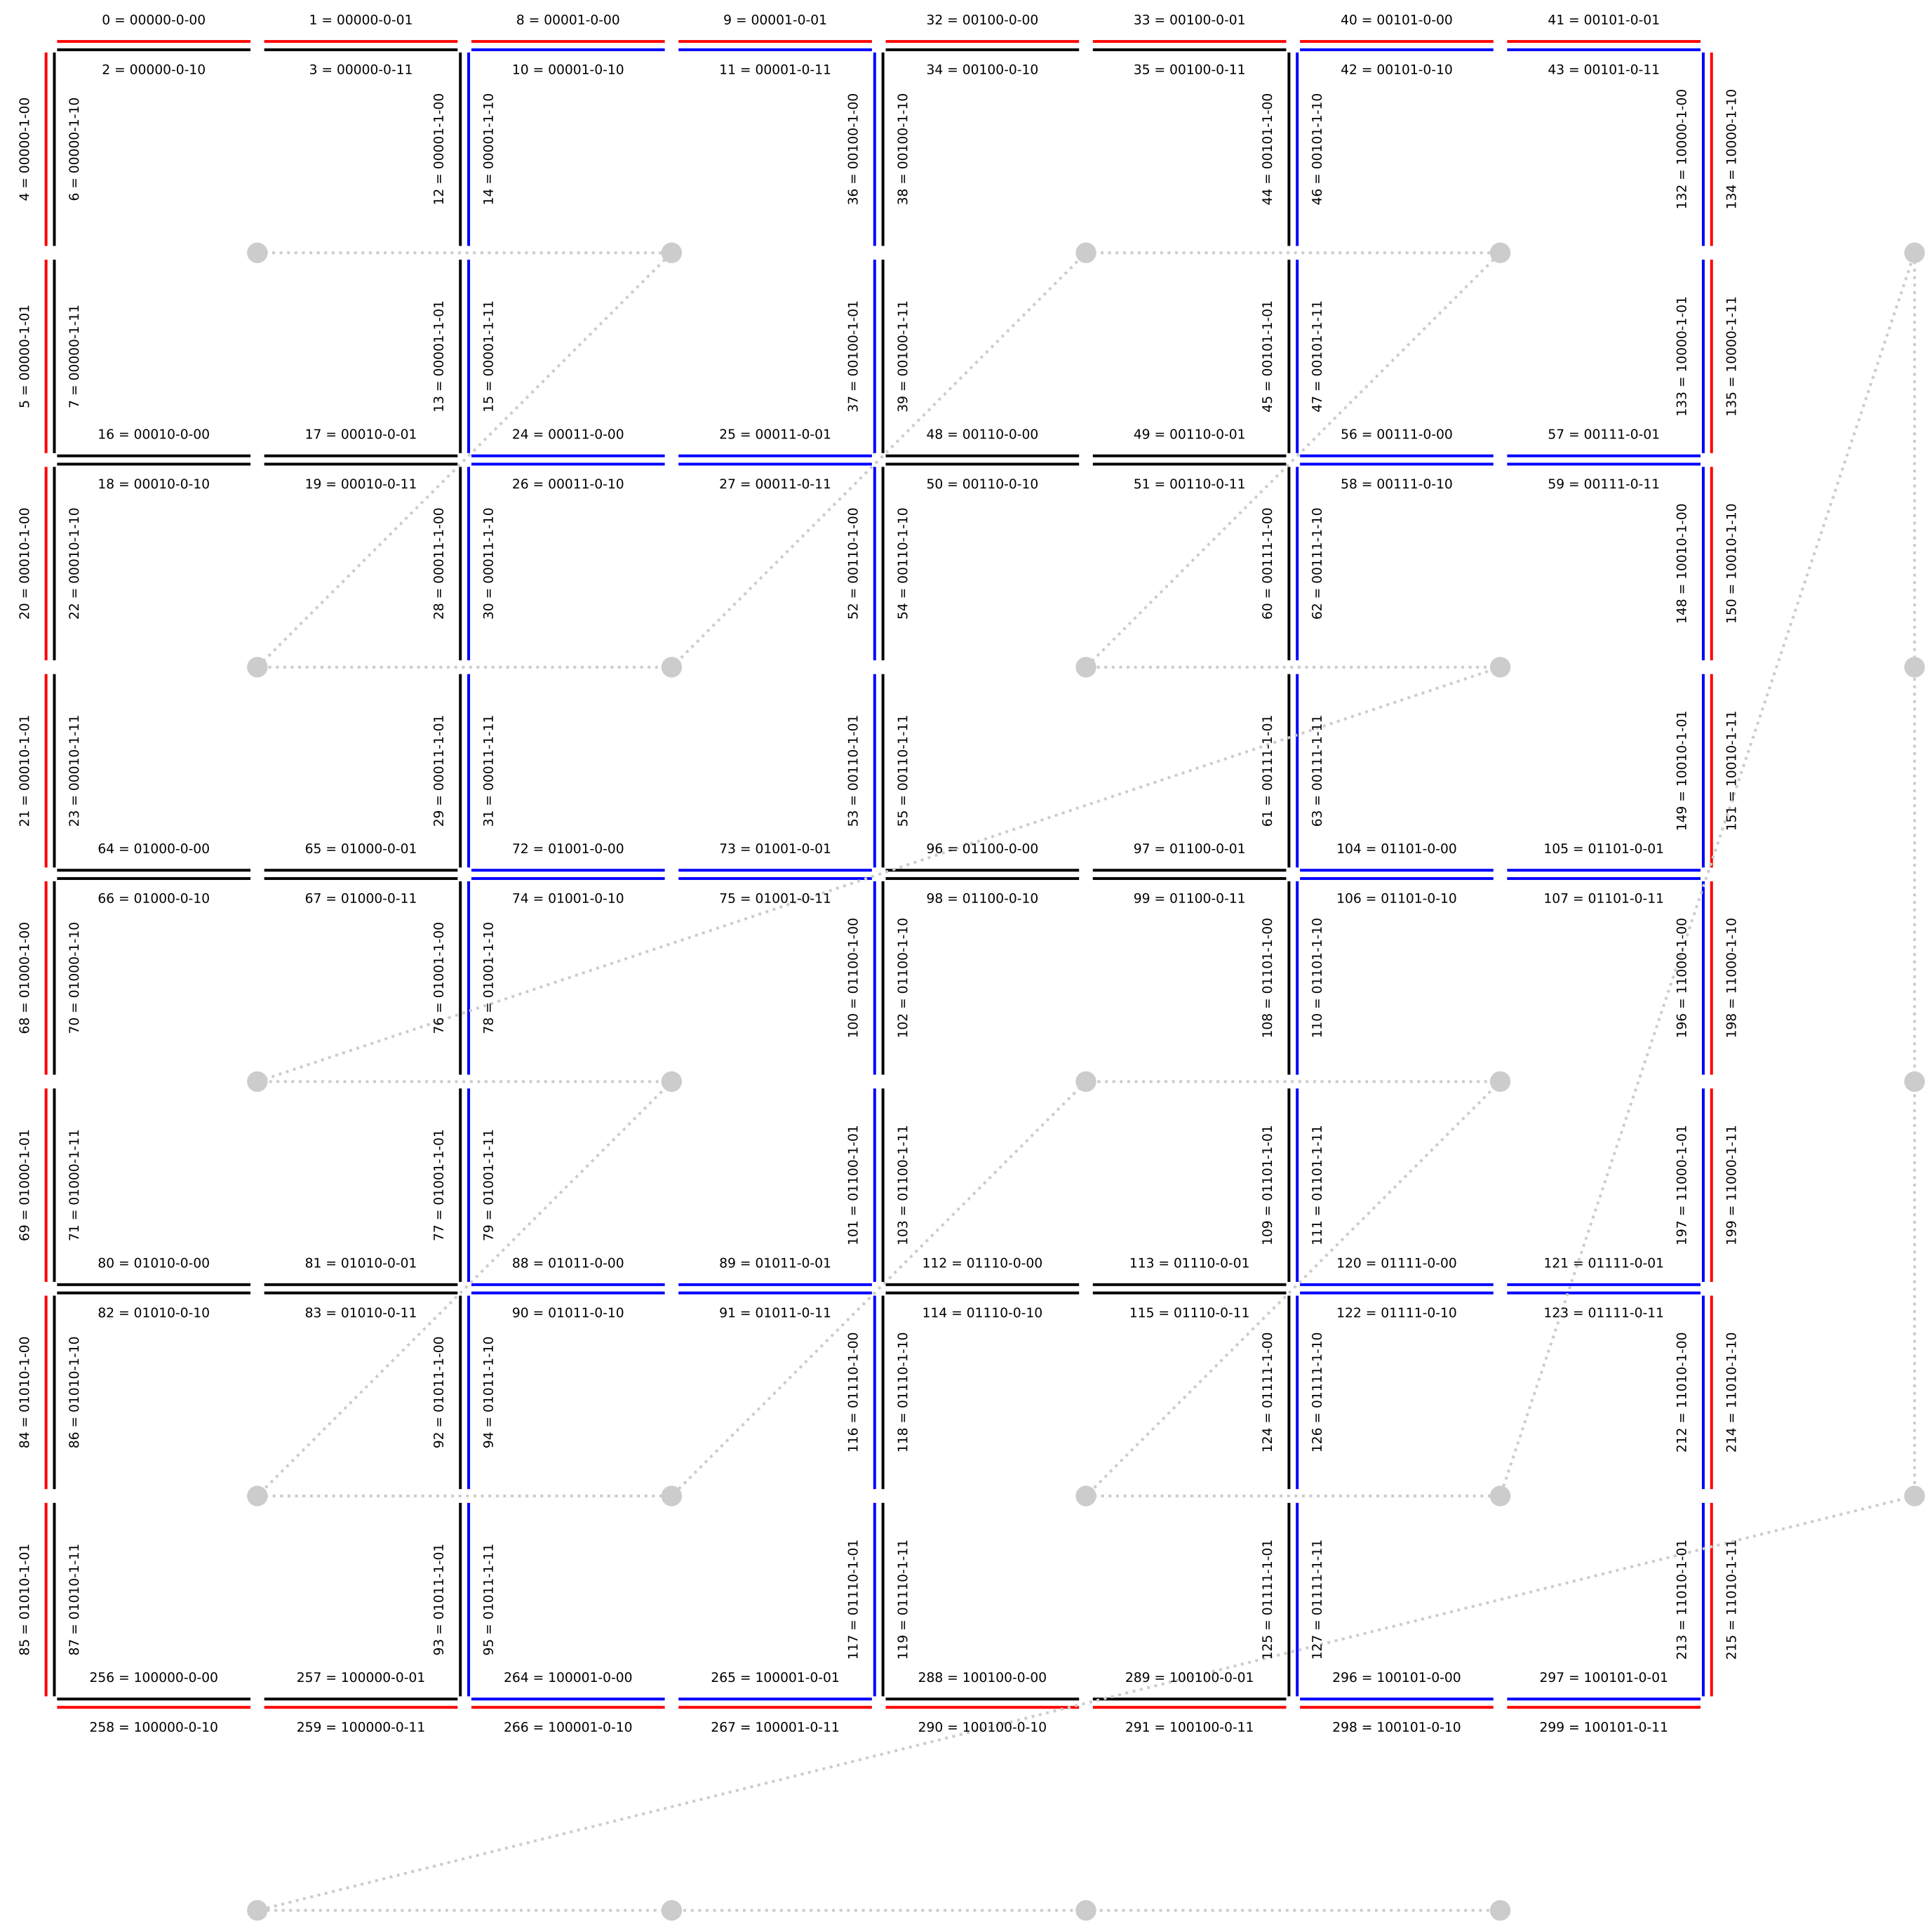 0 = 00000-0-00
1 = 00000-0-01
8 = 00001-0-00
9 = 00001-0-01
32 = 00100-0-00
33 = 00100-0-01
40 = 00101-0-00
41 = 00101-0-01
2 = 00000-0-10
3 = 00000-0-11
10 = 00001-0-10
11 = 00001-0-11
34 = 00100-0-10
35 = 00100-0-11
42 = 00101-0-10
43 = 00101-0-11
4 = 00000-1-00
6 = 00000-1-10
12 = 00001-1-00
14 = 00001-1-10
36 = 00100-1-00
38 = 00100-1-10
44 = 00101-1-00
46 = 00101-1-10
132 = 10000-1-00
134 = 10000-1-10
5 = 00000-1-01
7 = 00000-1-11
13 = 00001-1-01
15 = 00001-1-11
37 = 00100-1-01
39 = 00100-1-11
45 = 00101-1-01
47 = 00101-1-11
133 = 10000-1-01
135 = 10000-1-11
16 = 00010-0-00
17 = 00010-0-01
24 = 00011-0-00
25 = 00011-0-01
48 = 00110-0-00
49 = 00110-0-01
56 = 00111-0-00
57 = 00111-0-01
18 = 00010-0-10
19 = 00010-0-11
26 = 00011-0-10
27 = 00011-0-11
50 = 00110-0-10
51 = 00110-0-11
58 = 00111-0-10
59 = 00111-0-11
20 = 00010-1-00
22 = 00010-1-10
28 = 00011-1-00
30 = 00011-1-10
52 = 00110-1-00
54 = 00110-1-10
60 = 00111-1-00
62 = 00111-1-10
148 = 10010-1-00
150 = 10010-1-10
21 = 00010-1-01
23 = 00010-1-11
29 = 00011-1-01
31 = 00011-1-11
53 = 00110-1-01
55 = 00110-1-11
61 = 00111-1-01
63 = 00111-1-11
149 = 10010-1-01
151 = 10010-1-11
64 = 01000-0-00
65 = 01000-0-01
72 = 01001-0-00
73 = 01001-0-01
96 = 01100-0-00
97 = 01100-0-01
104 = 01101-0-00
105 = 01101-0-01
66 = 01000-0-10
67 = 01000-0-11
74 = 01001-0-10
75 = 01001-0-11
98 = 01100-0-10
99 = 01100-0-11
106 = 01101-0-10
107 = 01101-0-11
68 = 01000-1-00
70 = 01000-1-10
76 = 01001-1-00
78 = 01001-1-10
100 = 01100-1-00
102 = 01100-1-10
108 = 01101-1-00
110 = 01101-1-10
196 = 11000-1-00
198 = 11000-1-10
69 = 01000-1-01
71 = 01000-1-11
77 = 01001-1-01
79 = 01001-1-11
101 = 01100-1-01
103 = 01100-1-11
109 = 01101-1-01
111 = 01101-1-11
197 = 11000-1-01
199 = 11000-1-11
80 = 01010-0-00
81 = 01010-0-01
88 = 01011-0-00
89 = 01011-0-01
112 = 01110-0-00
113 = 01110-0-01
120 = 01111-0-00
121 = 01111-0-01
82 = 01010-0-10
83 = 01010-0-11
90 = 01011-0-10
91 = 01011-0-11
114 = 01110-0-10
115 = 01110-0-11
122 = 01111-0-10
123 = 01111-0-11
84 = 01010-1-00
86 = 01010-1-10
92 = 01011-1-00
94 = 01011-1-10
116 = 01110-1-00
118 = 01110-1-10
124 = 01111-1-00
126 = 01111-1-10
212 = 11010-1-00
214 = 11010-1-10
85 = 01010-1-01
87 = 01010-1-11
93 = 01011-1-01
95 = 01011-1-11
117 = 01110-1-01
119 = 01110-1-11
125 = 01111-1-01
127 = 01111-1-11
213 = 11010-1-01
215 = 11010-1-11
256 = 100000-0-00
257 = 100000-0-01
264 = 100001-0-00
265 = 100001-0-01
288 = 100100-0-00
289 = 100100-0-01
296 = 100101-0-00
297 = 100101-0-01
258 = 100000-0-10
259 = 100000-0-11
266 = 100001-0-10
267 = 100001-0-11
290 = 100100-0-10
291 = 100100-0-11
298 = 100101-0-10
299 = 100101-0-11